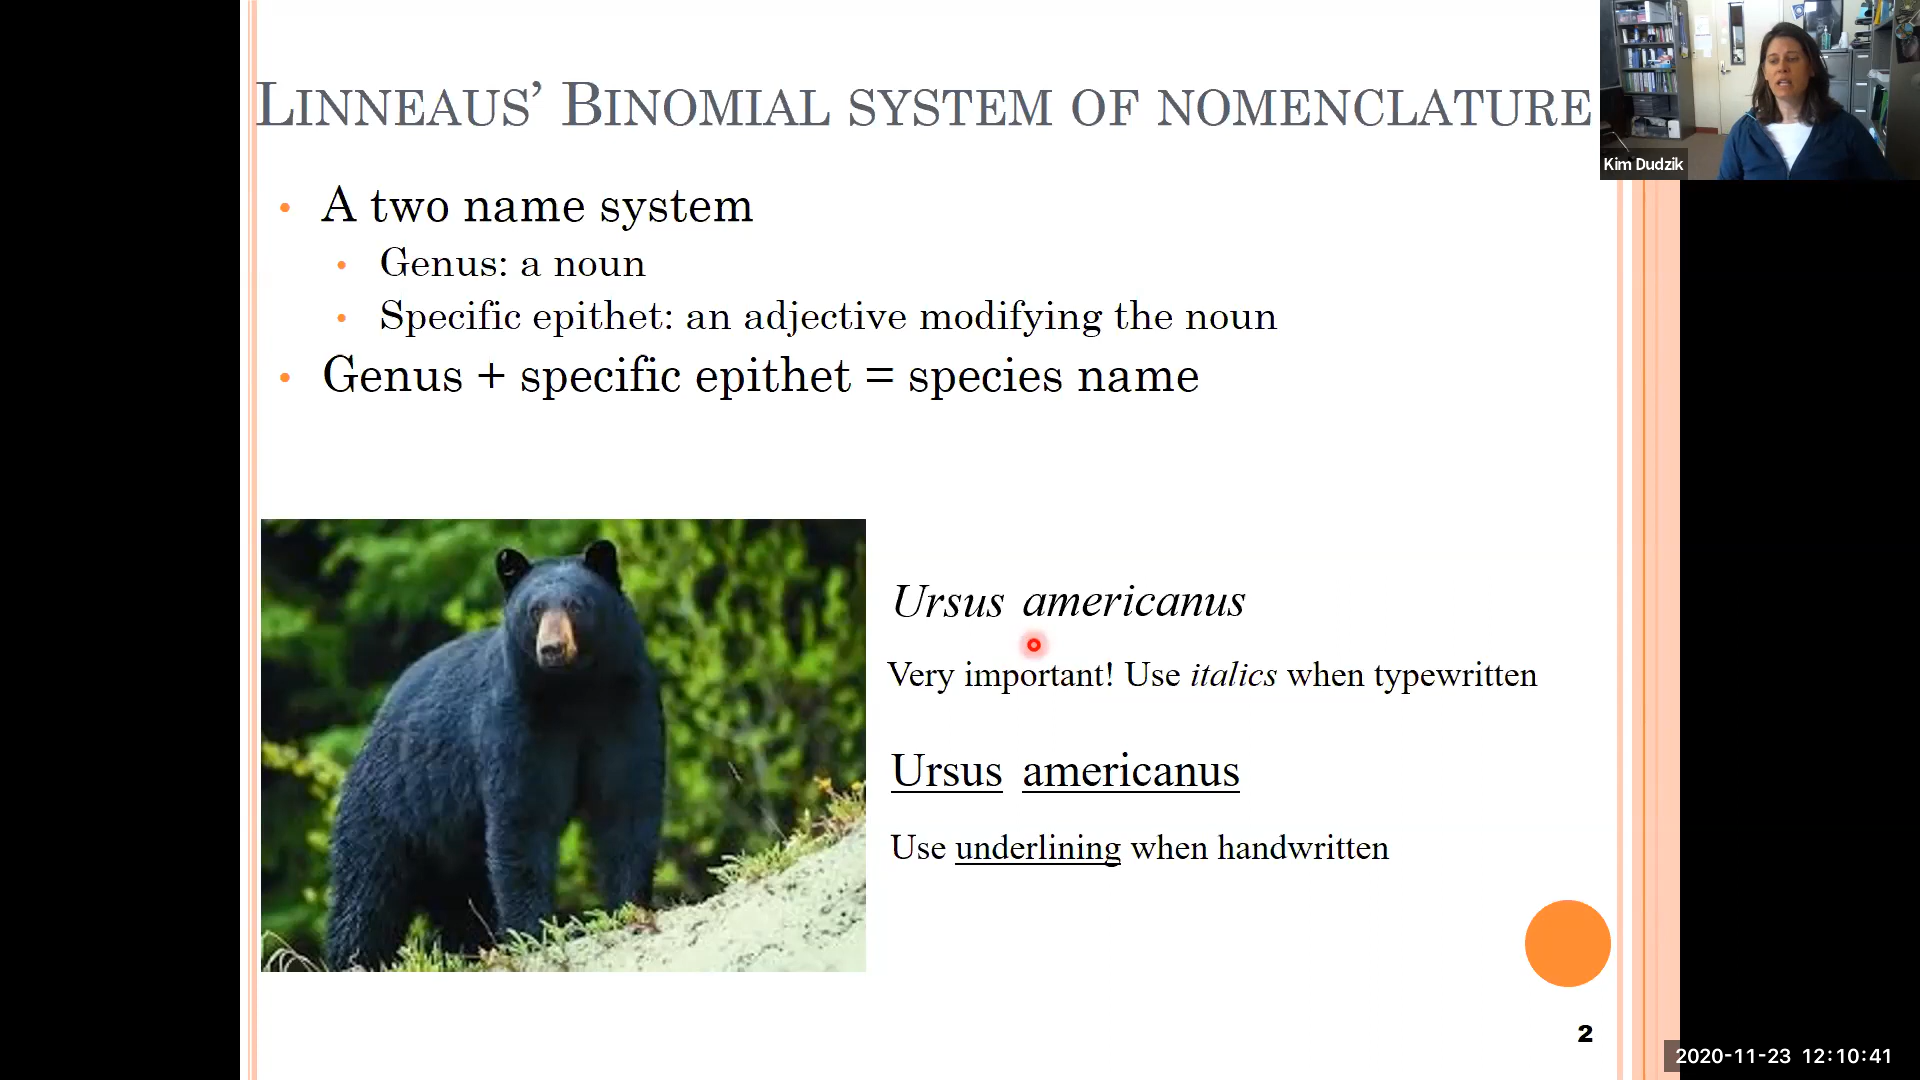 Linneaus’ Binomial system of nomenclature
Kim Dudzik
• A two name system
• Genus: a noun
• Specific epithet: an adjective modifying the noun
• Genus + specific epithet = species name
Ursus americanus
Very important! Use italics when typewritten
Ursus americanus
Use underlining when handwritten
2
2020-11-23 12:10:41